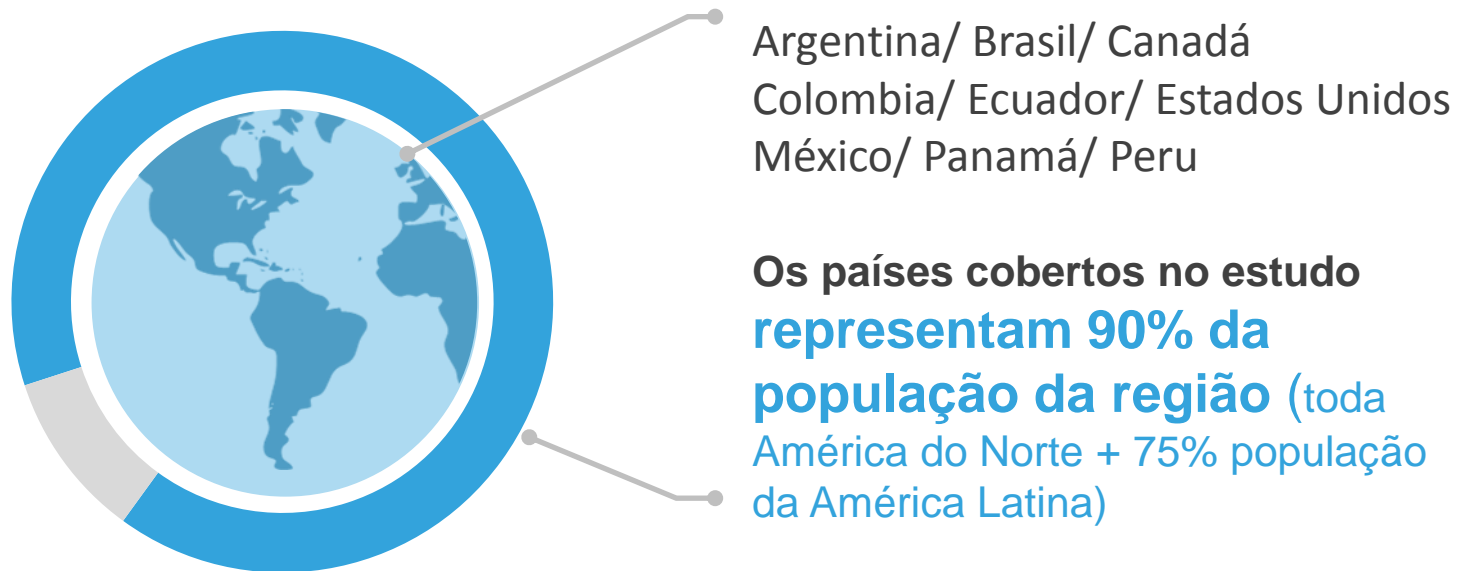 Argentina/ Brasil/ Canadá
Colombia/ Ecuador/ Estados Unidos
México/ Panamá/ Peru
Os países cobertos no estudo
representam 90% da
população da região (toda
América do Norte + 75% população
da América Latina)